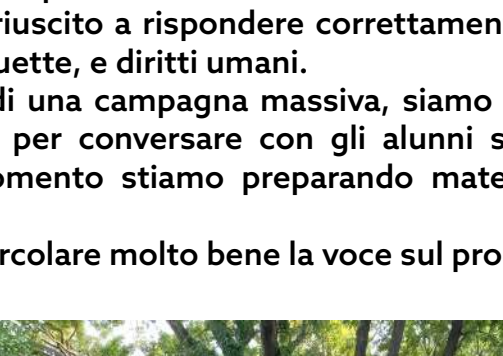 riuscito a rispondere correttamen
uette, e diritti umani.
di una campagna massiva, siamo
per conversare con gli alunni s
omento stiamo preparando mate
rcolare molto bene la voce sul pro